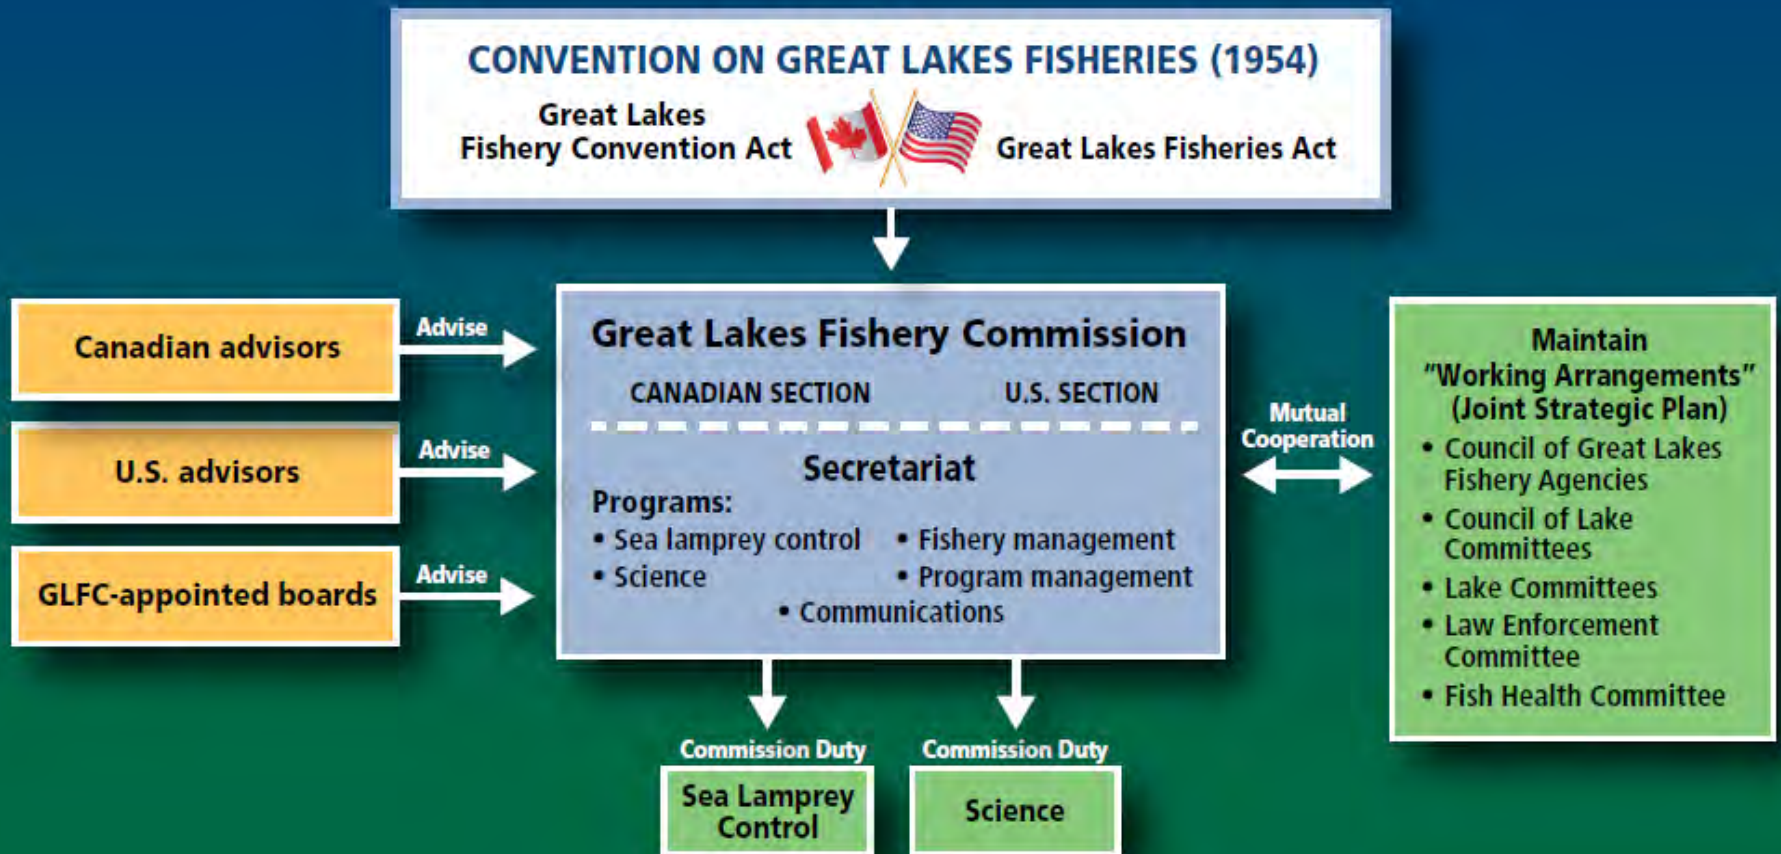 CONVENTION ON GREAT LAKES FISHERIES (1954)
Great Lakes
Fishery Convention Act
Great Lakes Fisheries Act
Canadian advisors
Advise
U.S. advisors
Advise
GLFC-appointed boards
Advise
Great Lakes Fishery Commission
CANADIAN SECTION
U.S. SECTION
Secretariat
Programs:
• Sea lamprey control
• Fishery management
• Science
• Program management
• Communications
Mutual
Cooperation
Maintain
"Working Arrangements"
(Joint Strategic Plan)
• Council of Great Lakes
Fishery Agencies
• Council of Lake
Committees
• Lake Committees
• Law Enforcement
Committee
• Fish Health Committee
Commission Duty
Sea Lamprey
Control
Commission Duty
Science